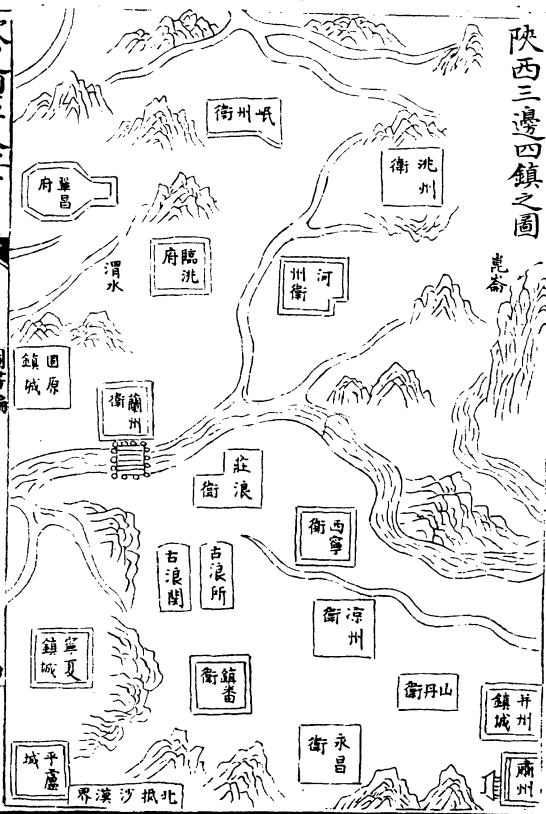 陝西三邊四鎮之圖
崑崙
岷州衛
洮州衛
鞏昌府
臨洮府
河州衛
渭水
固原鎮城
蘭州衛
莊浪衛
西寧衛
古浪所
古浪関
凉州衛
寧夏鎮城
鎮番衛
山丹衛
井州鎮城
永昌衛
肅州
平虜城
北抵沙漠界